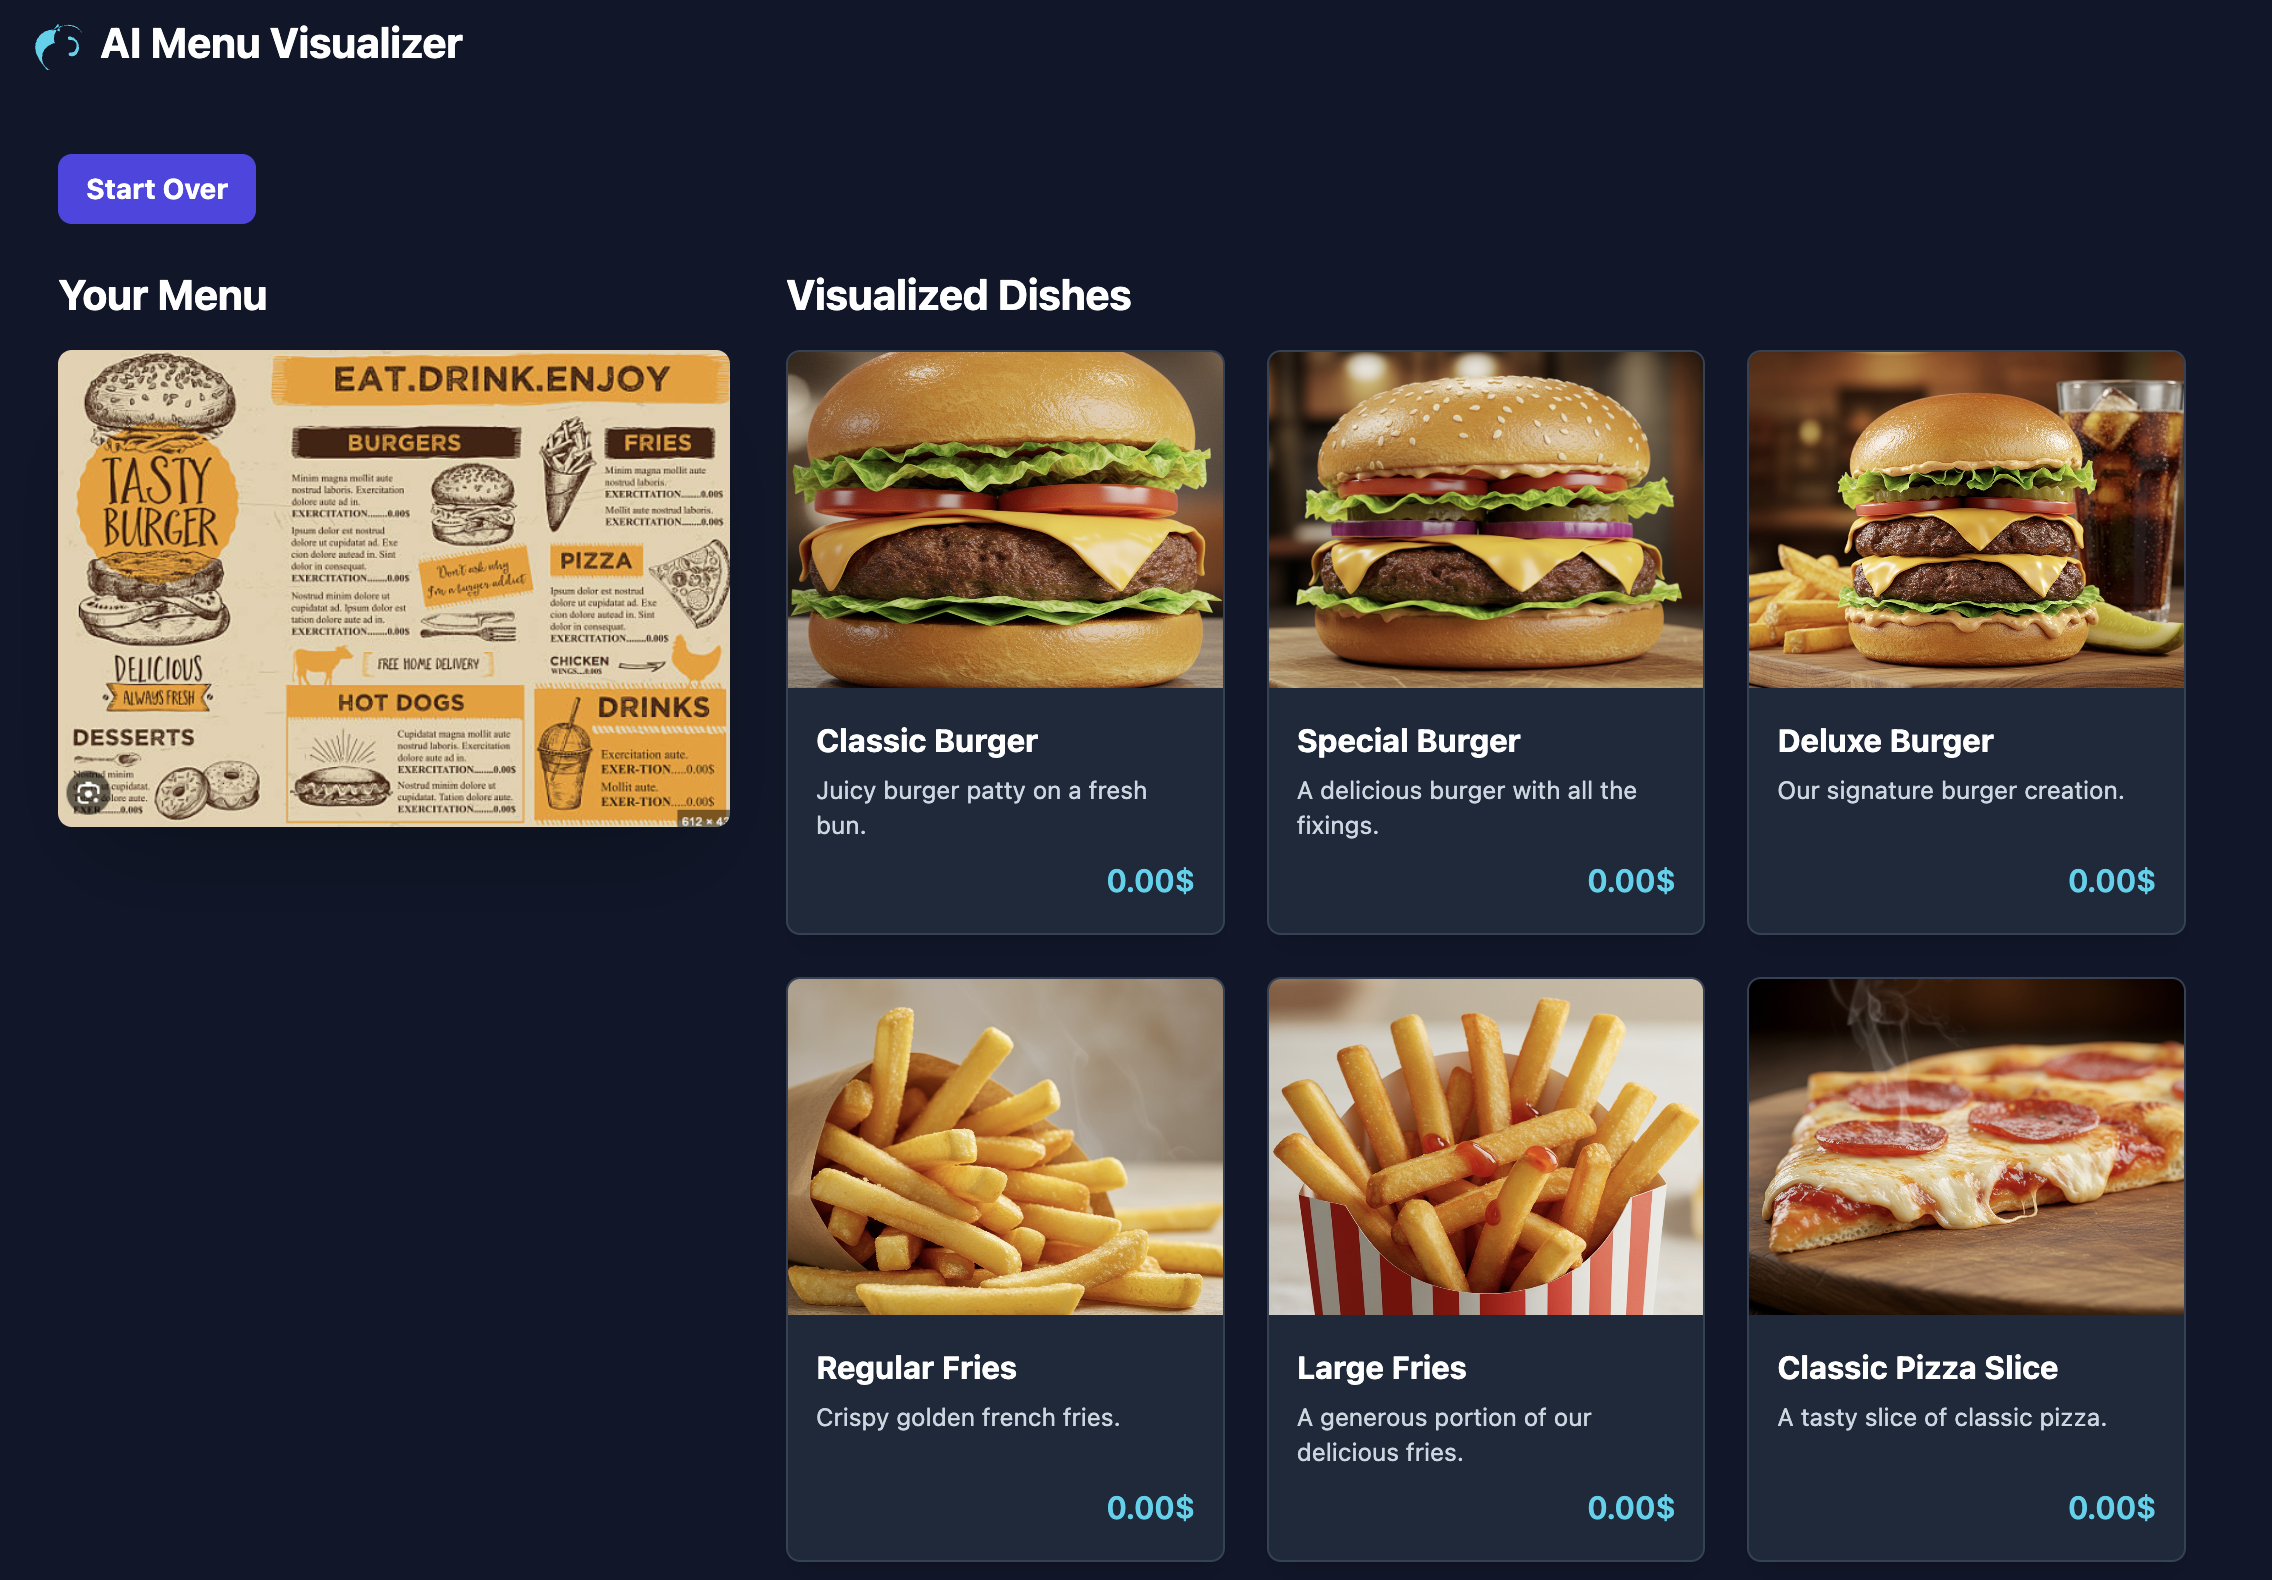 AI Menu Visualizer
Start Over
Your Menu
Visualized Dishes
EAT.DRINK.ENJOY
TASTY
BURGER
DELICIOUS
ALWAYS FRESH
DESSERTS
Nostrud minim
cupidatat.
dolore aute.
EXER.....0.00$
BURGERS
Minim magna mollit aute
nostrud laboris. Exercitation
dolore aute ad in.
EXERCITATION........0.00$
Ipsum dolor est nostrud
dolore ut cupidatat ad. Exe
cion dolore autead in. Sint
dolor in consequat.
EXERCITATION........0.00$
Nostrud minim dolore ut
cupidatat ad. Ipsum dolor est
tation dolore aute ad in.
EXERCITATION........0.00$
Don't ask why
I'm a burger addict
FREE HOME DELIVERY
FRIES
Minim magna mollit aute
nostrud laboris.
EXERCITATION........0.00$
Mollit aute nostrud laboris.
EXERCITATION........0.00$
PIZZA
Ipsum dolor est nostrud
dolore ut cupidatat ad. Exe
cion dolore autead in. Sint
dolor in consequat.
EXERCITATION........0.00$
CHICKEN
WINGS....0.00$
HOT DOGS
Cupidatat magna mollit aute
nostrud laboris. Exercitation
dolore aute ad in.
EXERCITATION........0.00$
Nostrud minim dolore ut
cupidatat. Tation dolore aute.
EXERCITATION........0.00$
DRINKS
Exercitation aute.
EXER-TION.....0.00$
Mollit aute.
EXER-TION.....0.00$
612 ×
Classic Burger
Juicy burger patty on a fresh
bun.
0.00$
Special Burger
A delicious burger with all the
fixings.
0.00$
Deluxe Burger
Our signature burger creation.
0.00$
Regular Fries
Crispy golden french fries.
0.00$
Large Fries
A generous portion of our
delicious fries.
0.00$
Classic Pizza Slice
A tasty slice of classic pizza.
0.00$